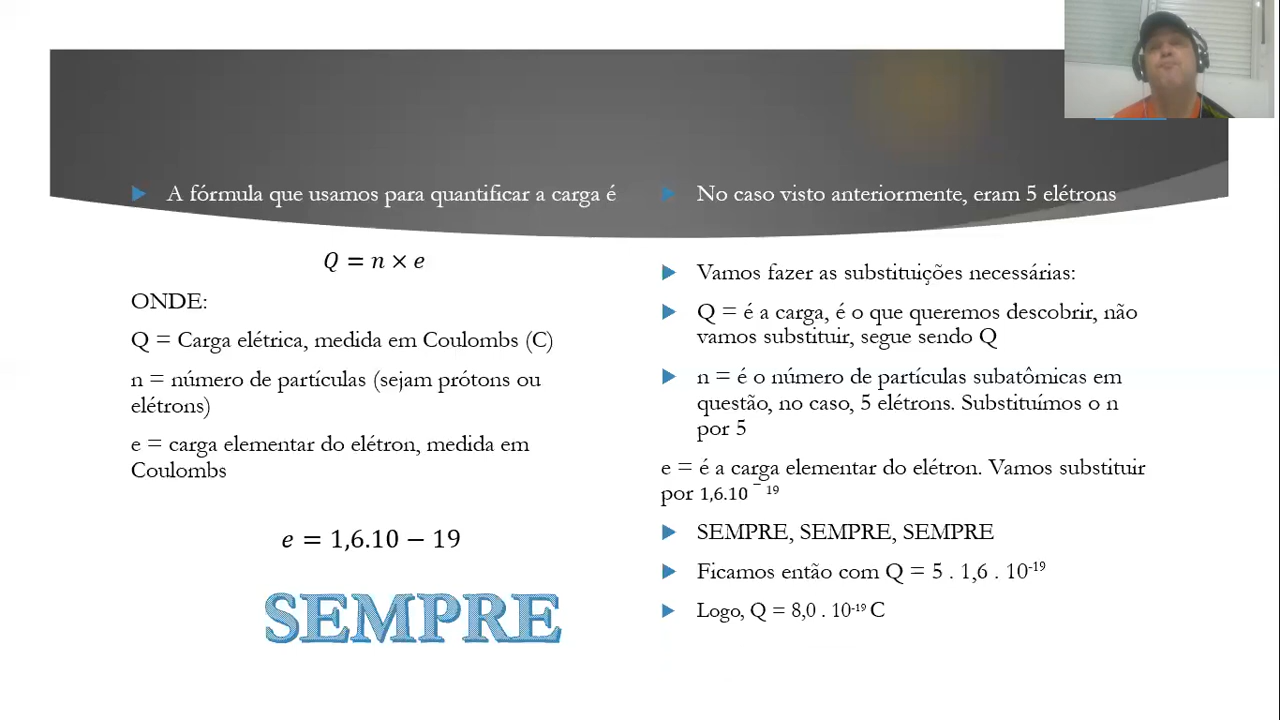 A fórmula que usamos para quantificar a carga é
Q = n × e
ONDE:
Q = Carga elétrica, medida em Coulombs (C)
n = número de partículas (sejam prótons ou
elétrons)
e = carga elementar do elétron, medida em
Coulombs
e = 1,6.10 − 19
SEMPRE
No caso visto anteriormente, eram 5 elétrons
Vamos fazer as substituições necessárias:
Q = é a carga, é o que queremos descobrir, não
vamos substituir, segue sendo Q
n = é o número de partículas subatômicas em
questão, no caso, 5 elétrons. Substituímos o n
por 5
e = é a carga elementar do elétron. Vamos substituir
por 1,6.10 ⁻ ¹⁹
SEMPRE, SEMPRE, SEMPRE
Ficamos então com Q = 5 . 1,6 . 10⁻¹⁹
Logo, Q = 8,0 . 10⁻¹⁹ C